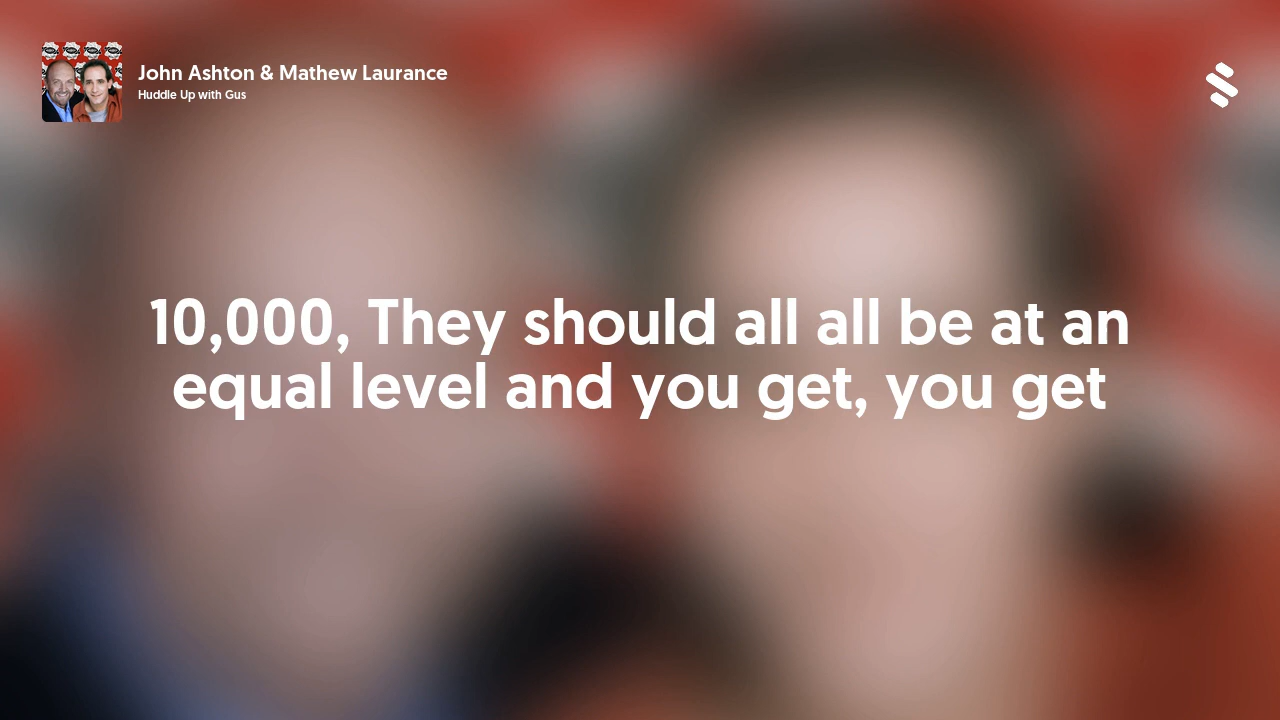 John Ashton & Mathew Laurance
Huddle Up with Gus
10,000, They should all all be at an
equal level and you get, you get